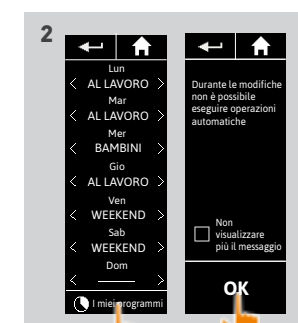 2
Lun
< AL LAVORO >
Mar
< AL LAVORO >
Mer
< BAMBINI >
Gio
< AL LAVORO >
Ven
< WEEKEND >
Sab
< WEEKEND >
Dom
< _____ >
I miei programmi
Durante le modifiche
non è possibile
eseguire operazioni
automatiche
Non
visualizzare
più il messaggio
OK